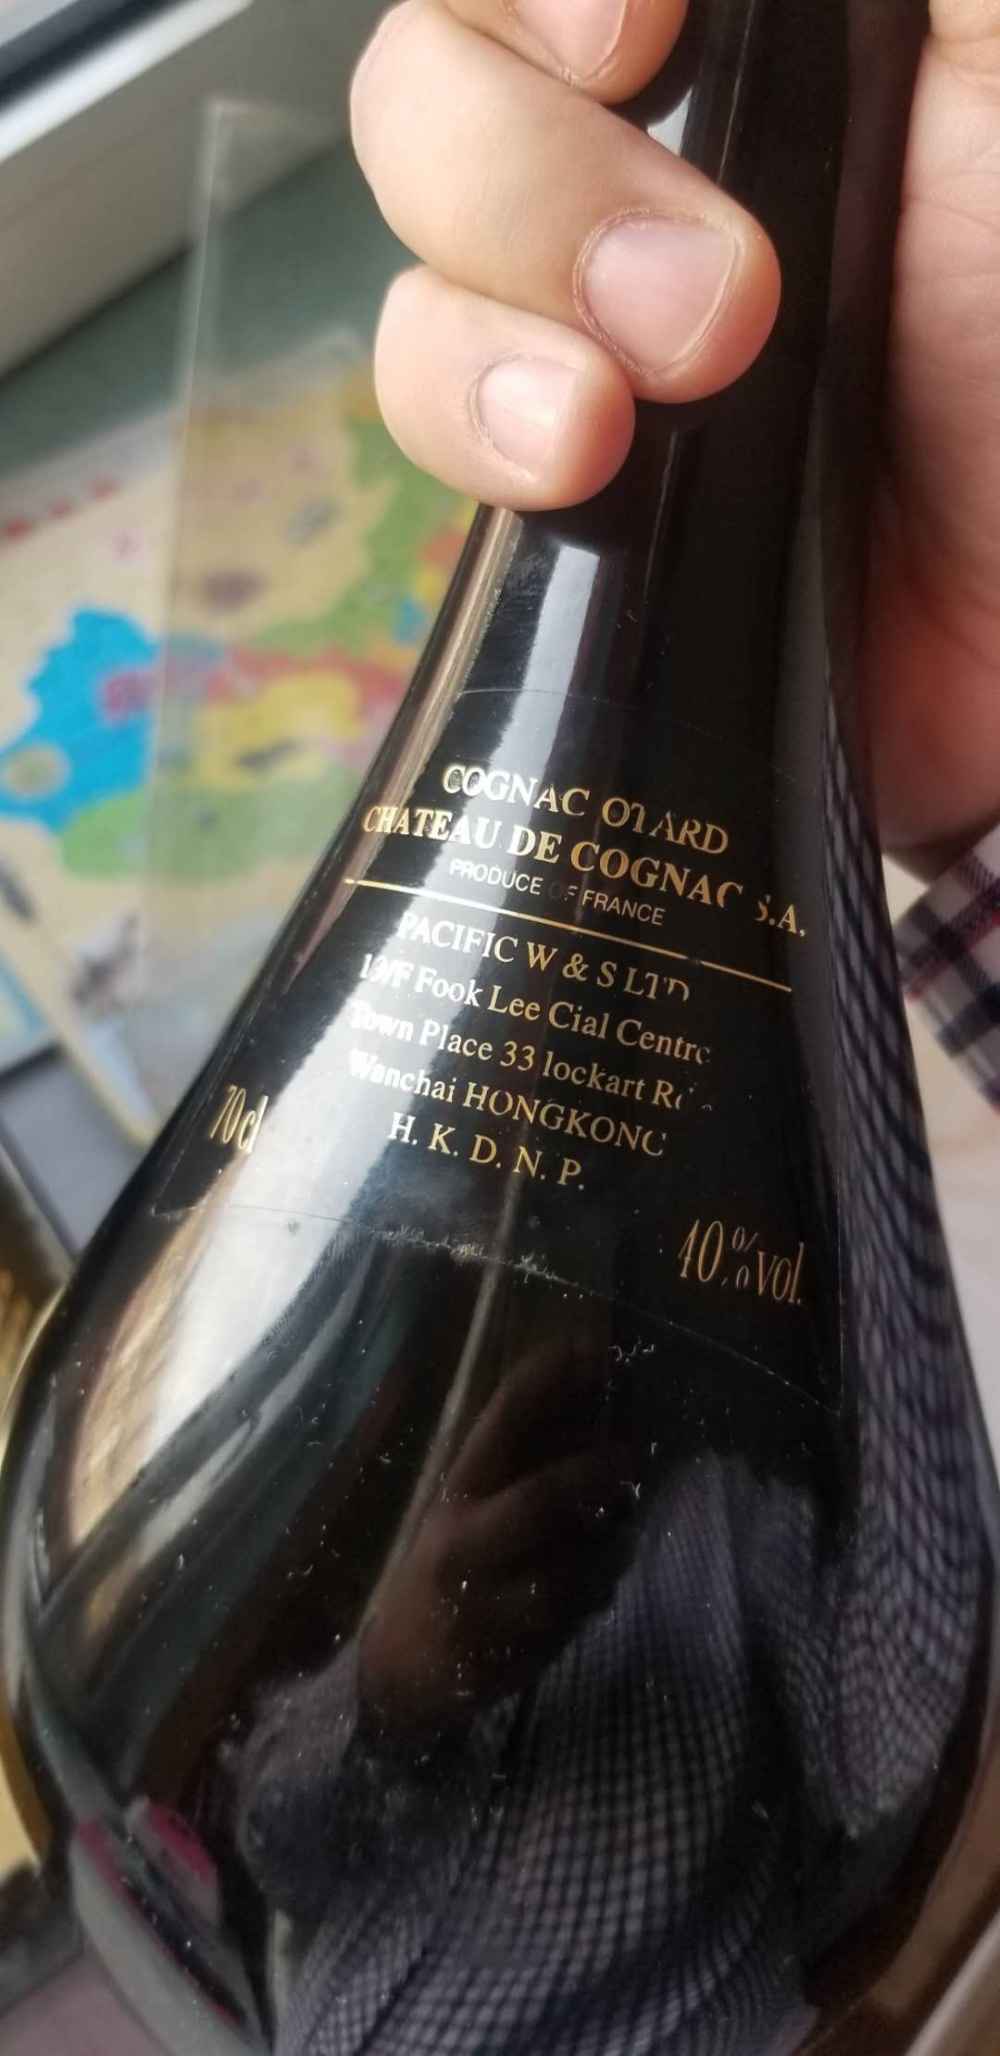 COGNAC OTARD
CHATEAU DE COGNAC S.A.
PRODUCE OF FRANCE
PACIFIC W & S LTD
Fook Lee Cial Centre
Town Place 33 lockart
Wanchai HONGKONG
H. K. D. N. P.
70cl
40% vol.